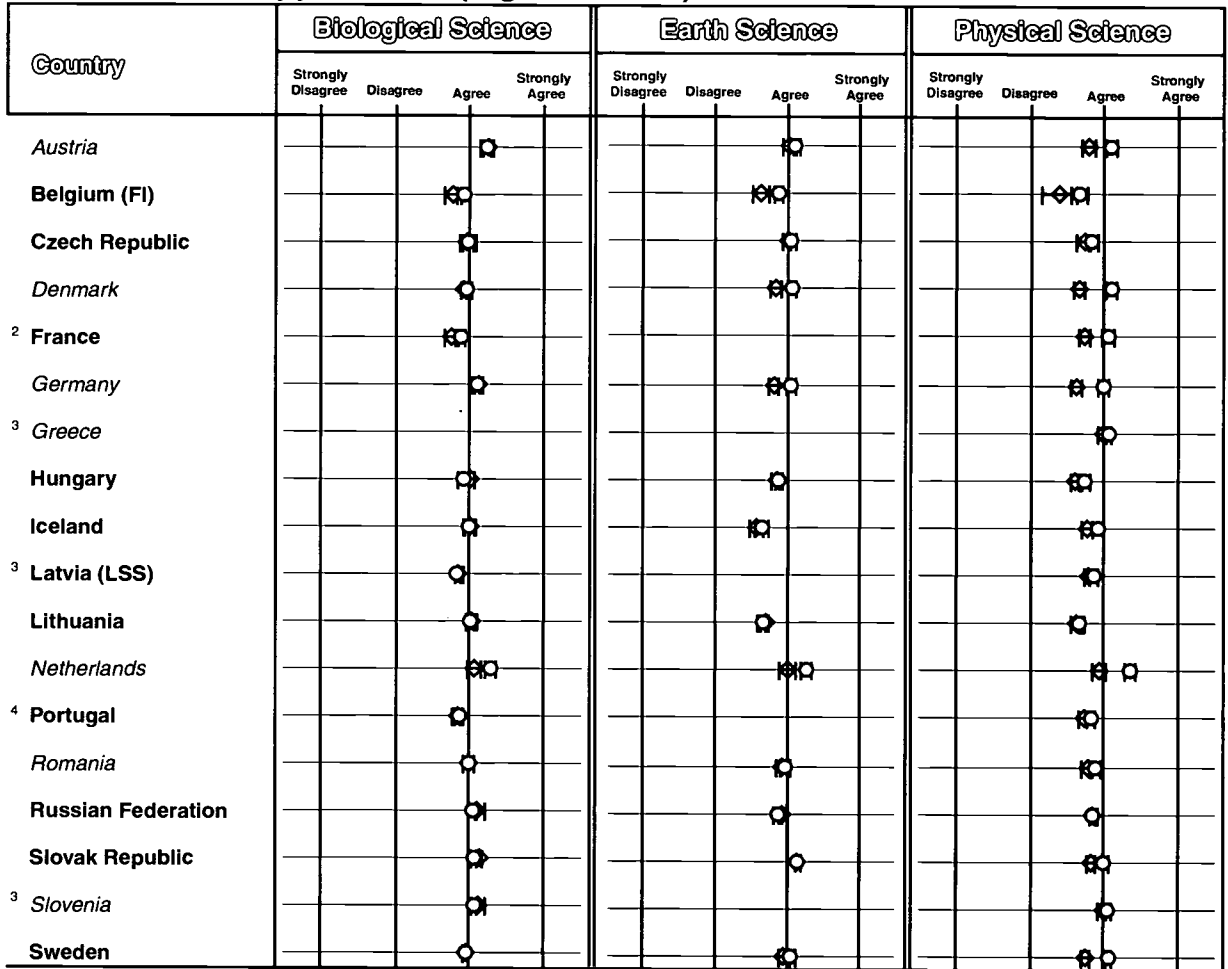 Biological Science Earth Science Physical Science
Country
Strongly Disagree Disagree Agree Strongly Agree Strongly Disagree Disagree Agree Strongly Agree Strongly Disagree Disagree Agree Strongly Agree
Austria
Belgium (Fl)
Czech Republic
Denmark
2 France
Germany
3 Greece
Hungary
Iceland
3 Latvia (LSS)
Lithuania
Netherlands
4 Portugal
Romania
Russian Federation
Slovak Republic
3 Slovenia
Sweden